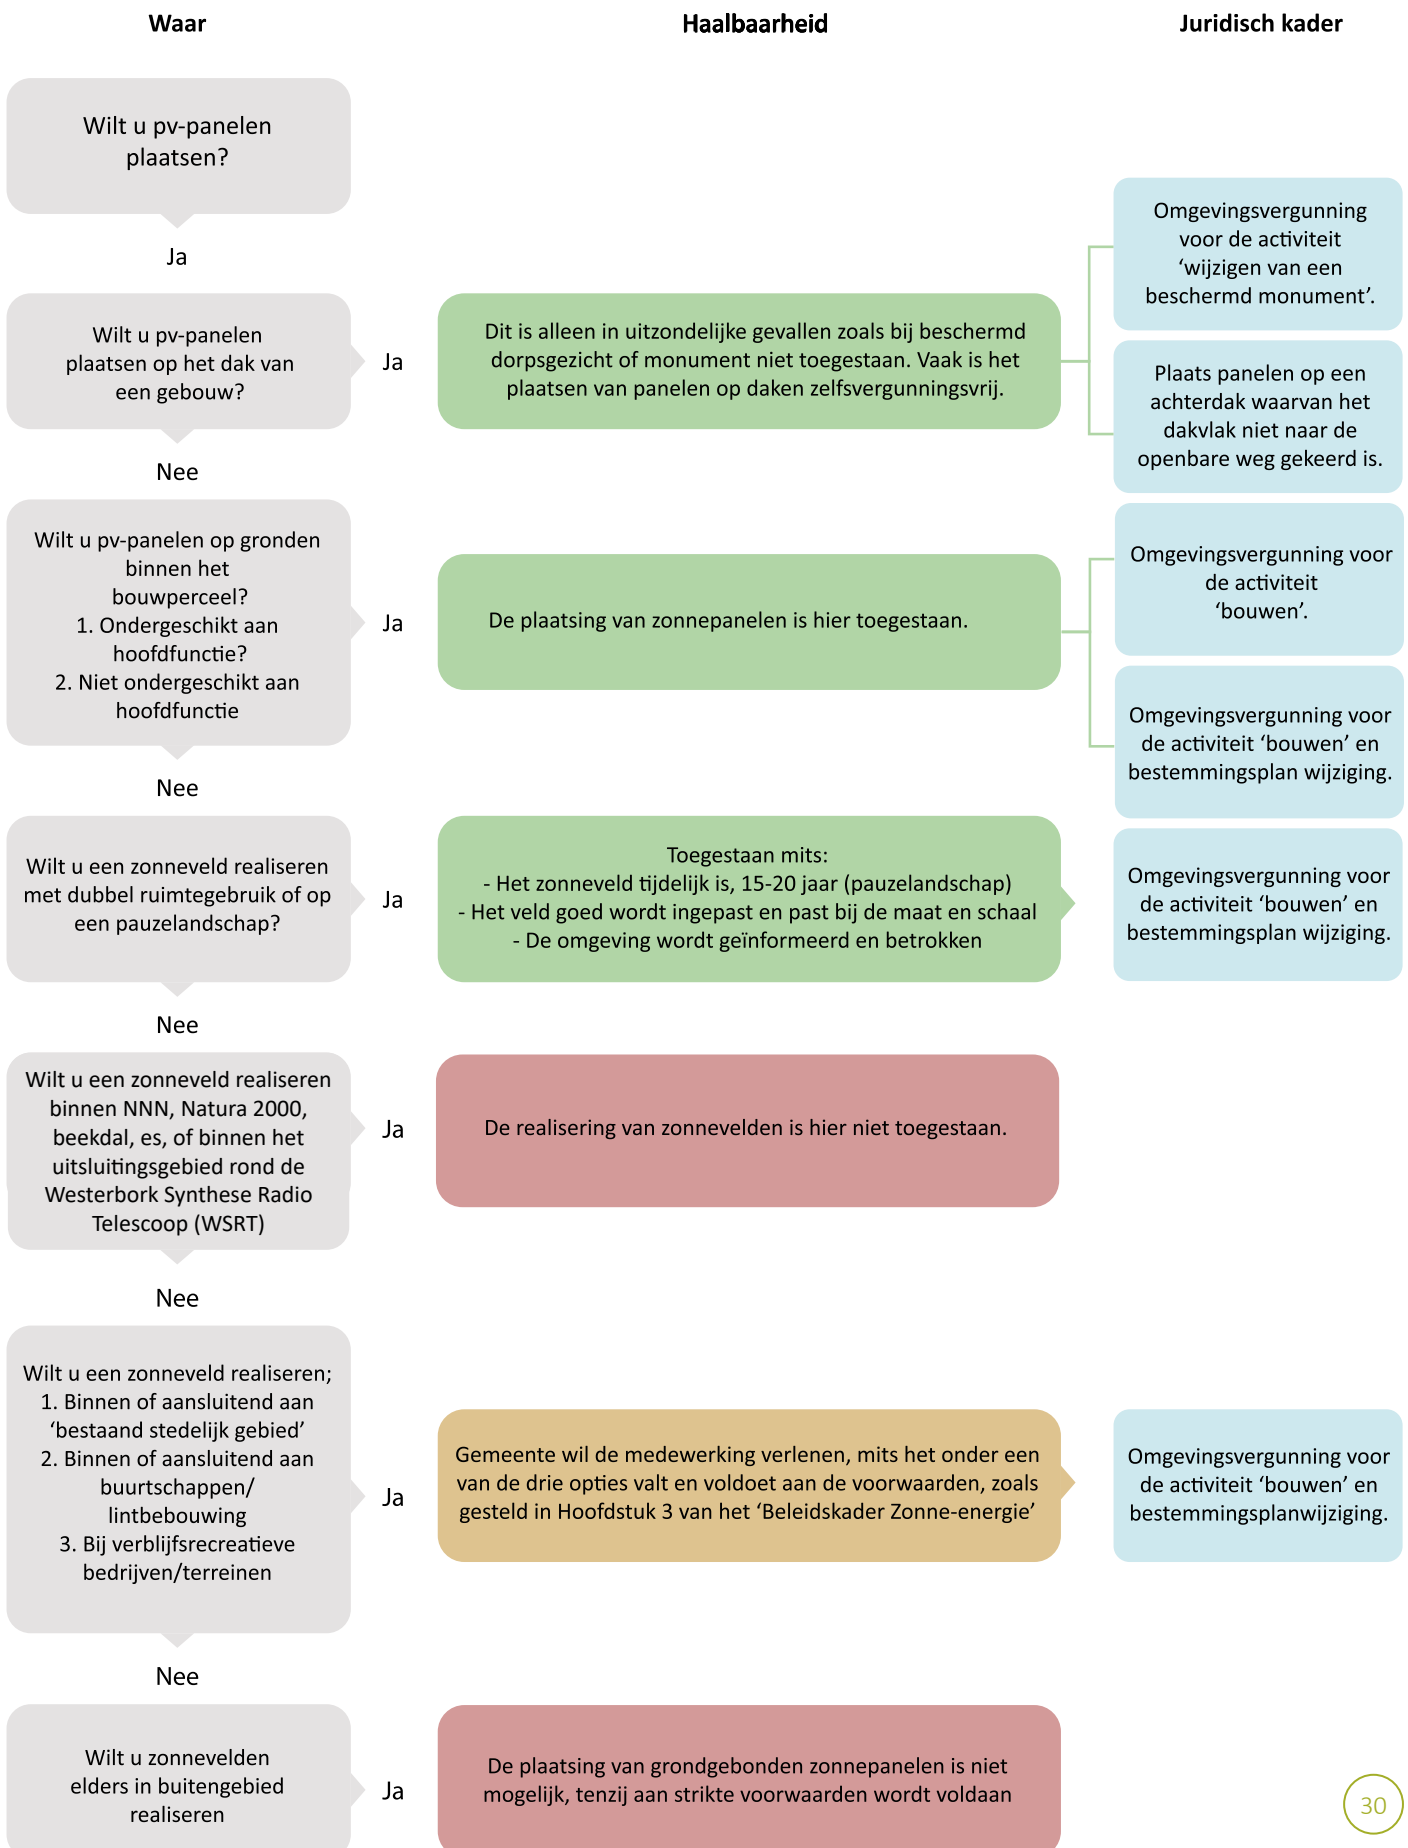 Waar
Haalbaarheid
Juridisch kader
Wilt u pv-panelen
plaatsen?
Ja
Wilt u pv-panelen
plaatsen op het dak van
een gebouw?
Ja
Dit is alleen in uitzondelijke gevallen zoals bij beschermd
dorpsgezicht of monument niet toegestaan. Vaak is het
plaatsen van panelen op daken zelfsvergunningsvrij.
Omgevingsvergunning
voor de activiteit
‘wijzigen van een
beschermd monument’.
Plaats panelen op een
achterdak waarvan het
dakvlak niet naar de
openbare weg gekeerd is.
Nee
Wilt u pv-panelen op gronden
binnen het
bouwperceel?
1. Ondergeschikt aan
hoofdfunctie?
2. Niet ondergeschikt aan
hoofdfunctie
Ja
De plaatsing van zonnepanelen is hier toegestaan.
Omgevingsvergunning voor
de activiteit
‘bouwen’.
Omgevingsvergunning voor
de activiteit ‘bouwen’ en
bestemmingsplan wijziging.
Nee
Wilt u een zonneveld realiseren
met dubbel ruimtegebruik of op
een pauzelandschap?
Ja
Toegestaan mits:
- Het zonneveld tijdelijk is, 15-20 jaar (pauzelandschap)
- Het veld goed wordt ingepast en past bij de maat en schaal
- De omgeving wordt geïnformeerd en betrokken
Omgevingsvergunning voor
de activiteit ‘bouwen’ en
bestemmingsplan wijziging.
Nee
Wilt u een zonneveld realiseren
binnen NNN, Natura 2000,
beekdal, es, of binnen het
uitsluitingsgebied rond de
Westerbork Synthese Radio
Telescoop (WSRT)
Ja
De realisering van zonnevelden is hier niet toegestaan.
Nee
Wilt u een zonneveld realiseren;
1. Binnen of aansluitend aan
‘bestaand stedelijk gebied’
2. Binnen of aansluitend aan
buurtschappen/
lintbebouwing
3. Bij verblijfsrecreatieve
bedrijven/terreinen
Ja
Gemeente wil de medewerking verlenen, mits het onder een
van de drie opties valt en voldoet aan de voorwaarden, zoals
gesteld in Hoofdstuk 3 van het ‘Beleidskader Zonne-energie’
Omgevingsvergunning voor
de activiteit ‘bouwen’ en
bestemmingsplanwijziging.
Nee
Wilt u zonnevelden
elders in buitengebied
realiseren
Ja
De plaatsing van grondgebonden zonnepanelen is niet
mogelijk, tenzij aan strikte voorwaarden wordt voldaan
30